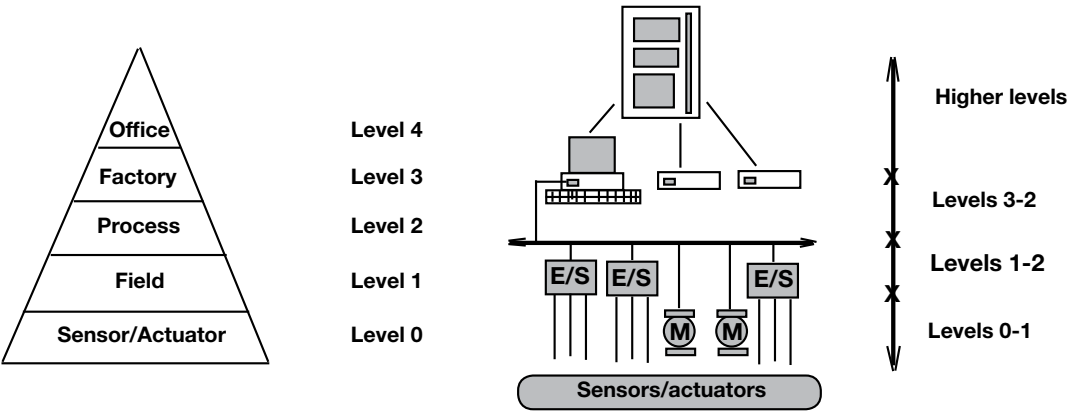 Office
Factory
Process
Field
Sensor/Actuator
Level 4
Level 3
Level 2
Level 1
Level 0
E/S
E/S
E/S
M
M
Sensors/actuators
Higher levels
X
Levels 3-2
X
Levels 1-2
X
Levels 0-1